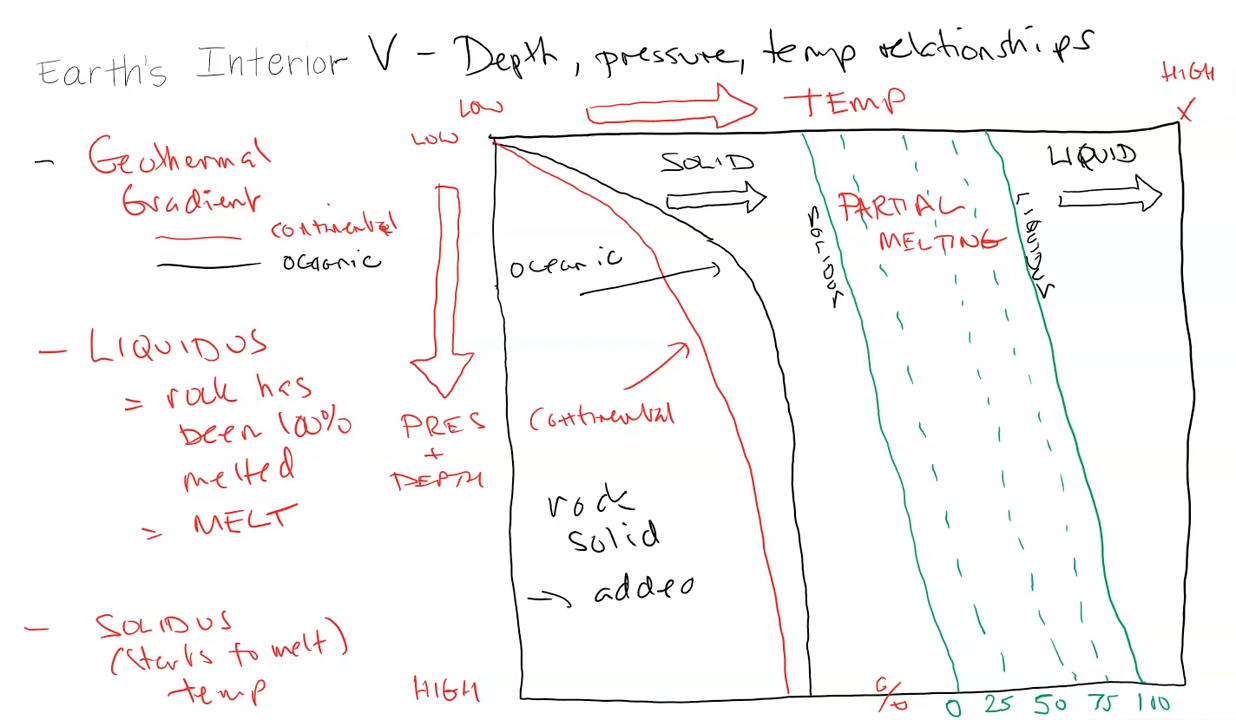 Earth's Interior V - Depth, pressure, temp relationships
HIGH
LOW
TEMP
X
LOW
- Geothermal
Gradient
continental
oceanic
SOLID
LIQUID
PARTIAL
MELTING
SOLIDUS
LIQUIDUS
oceanic
- LIQUIDUS
= rock has
been 100%
melted
= MELT
PRES
+
DEPTH
continental
rock
solid
→ added
- SOLIDUS
(starts to melt)
temp
HIGH
%
0 25 50 75 100